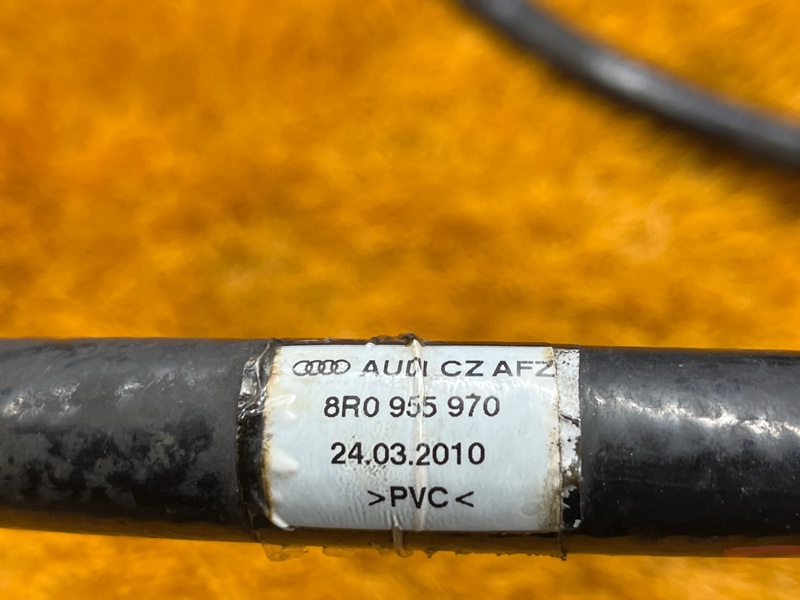 AUDI CZ AFZ
8R0 955 970
24.03.2010
>PVC<